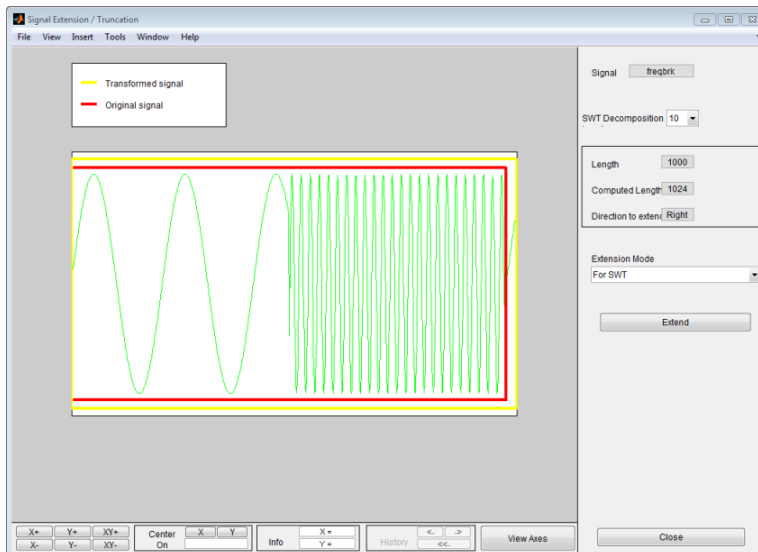 Signal Extension / Truncation
File View Insert Tools Window Help
Transformed signal
Original signal
Signal freqbrk
SWT Decomposition 10
Length 1000
Computed Length 1024
Direction to extend Right
Extension Mode
For SWT
Extend
X+ Y+ XY+
X- Y- XY-
Center
On
X Y
Info
X =
Y =
History
<- ->
<<-
View Axes
Close